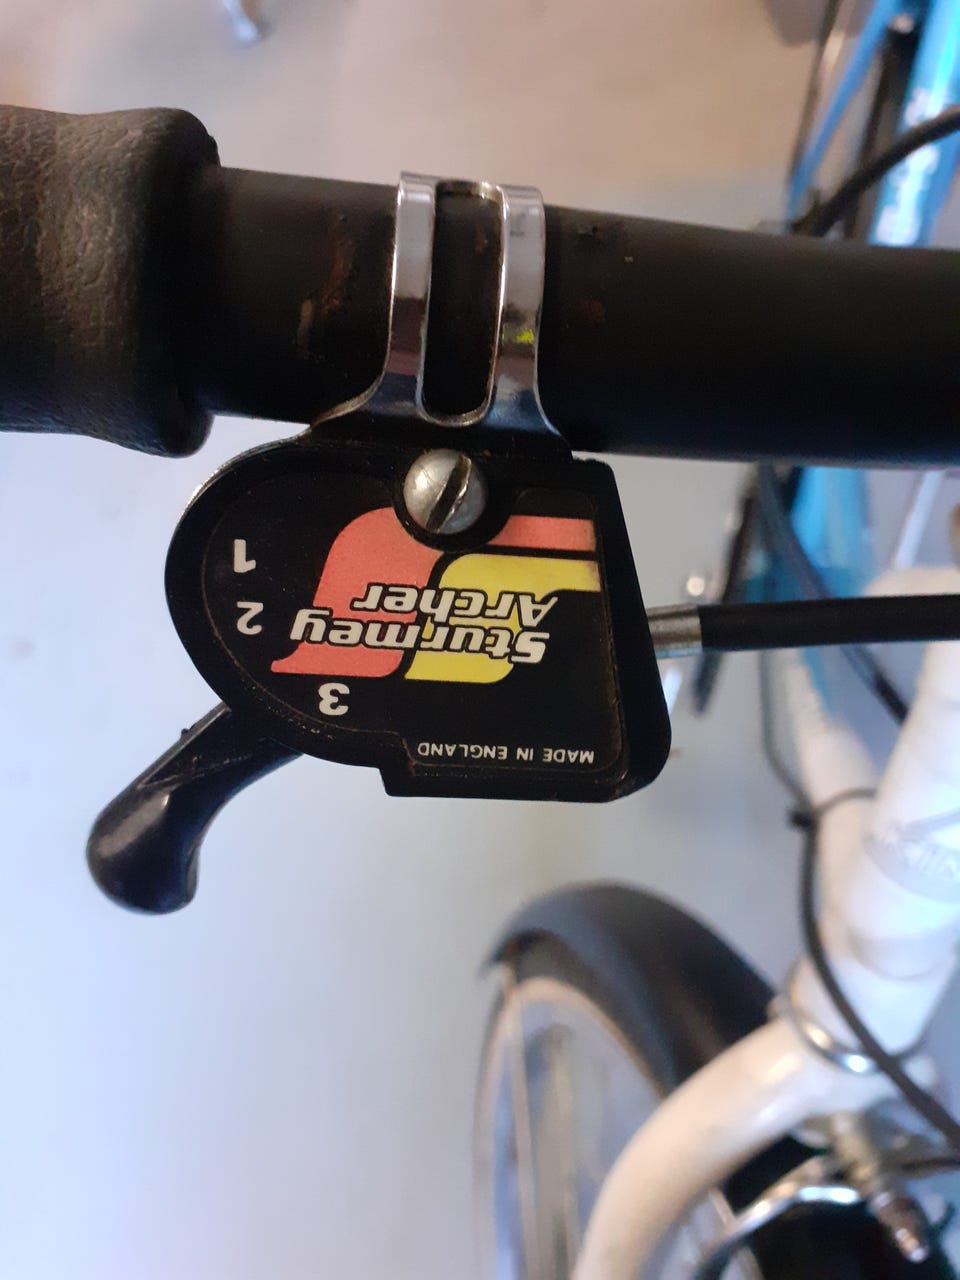 MADE IN ENGLAND
3
Sturmey
Archer
2
1